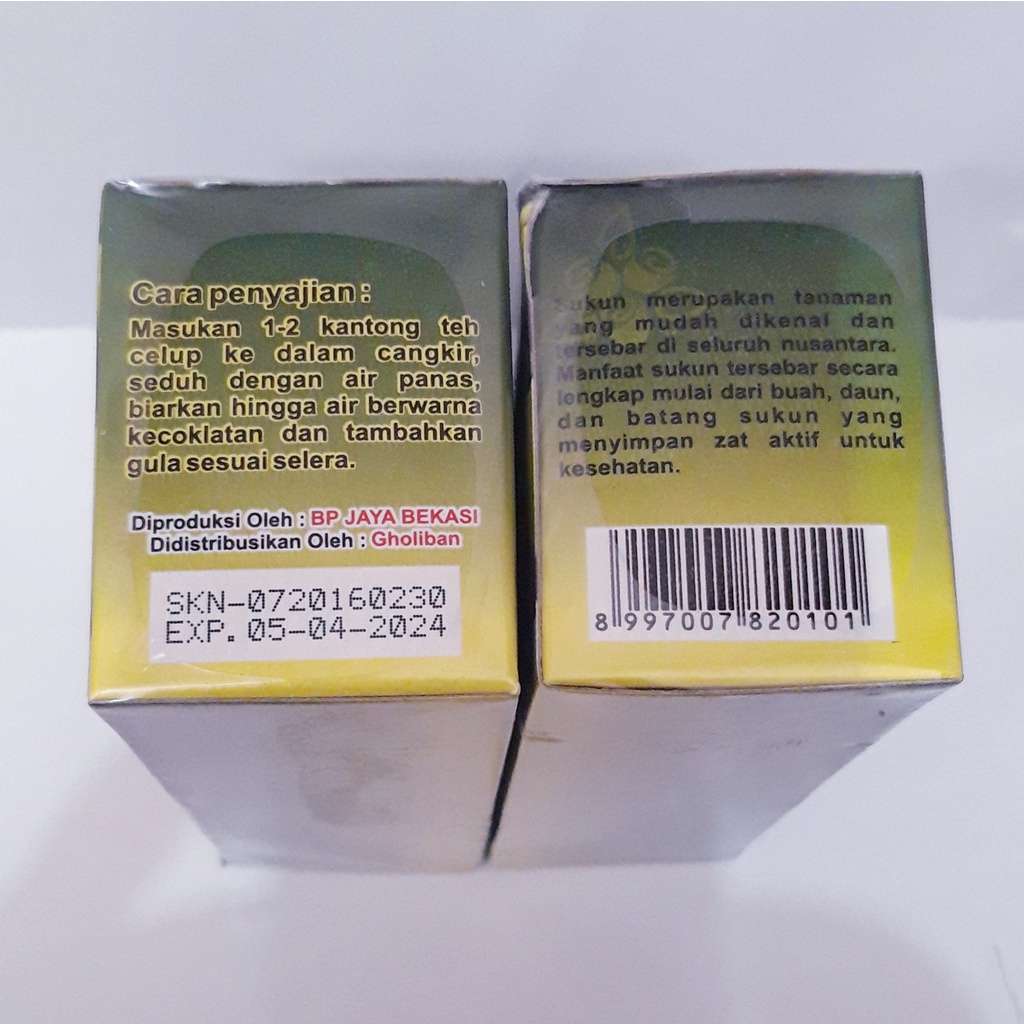 Cara penyajian :
Masukan 1-2 kantong teh
celup ke dalam cangkir,
seduh dengan air panas,
biarkan hingga air berwarna
kecoklatan dan tambahkan
gula sesuai selera.
Diproduksi Oleh : BP JAYA BEKASI
Didistribusikan Oleh : Gholiban
SKN-0720160230
EXP. 05-04-2024
Sukun merupakan tanaman
yang mudah dikenal dan
tersebar di seluruh nusantara.
Manfaat sukun tersebar secara
lengkap mulai dari buah, daun,
dan batang sukun yang
menyimpan zat aktif untuk
kesehatan.
8 997007 820101